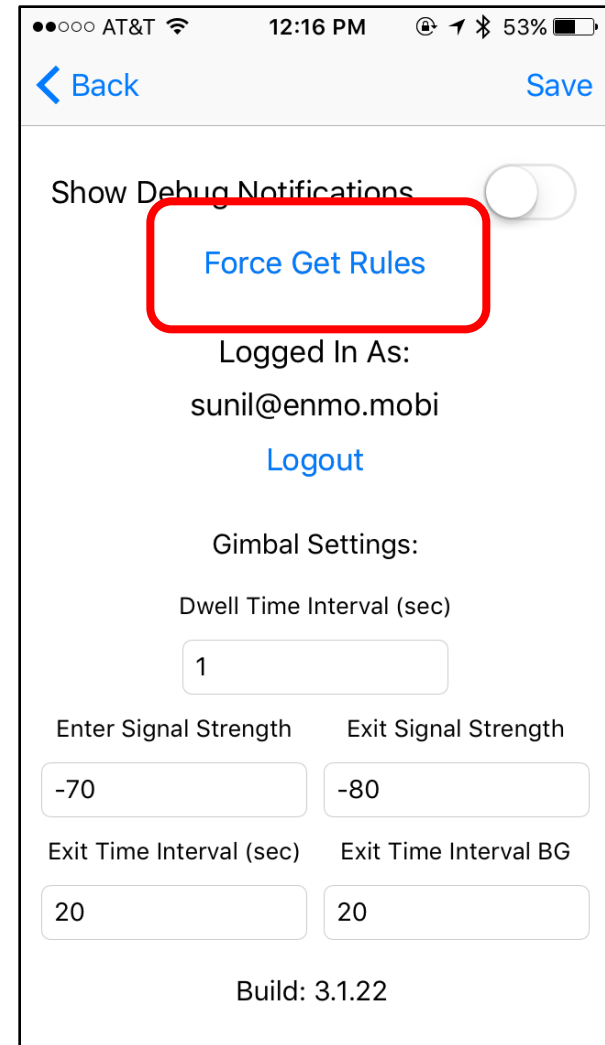 AT&T 12:16 PM 53%
Back Save
Show Debug Notifications
Force Get Rules
Logged In As:
sunil@enmo.mobi
Logout
Gimbal Settings:
Dwell Time Interval (sec)
1
Enter Signal Strength Exit Signal Strength
-70 -80
Exit Time Interval (sec) Exit Time Interval BG
20 20
Build: 3.1.22